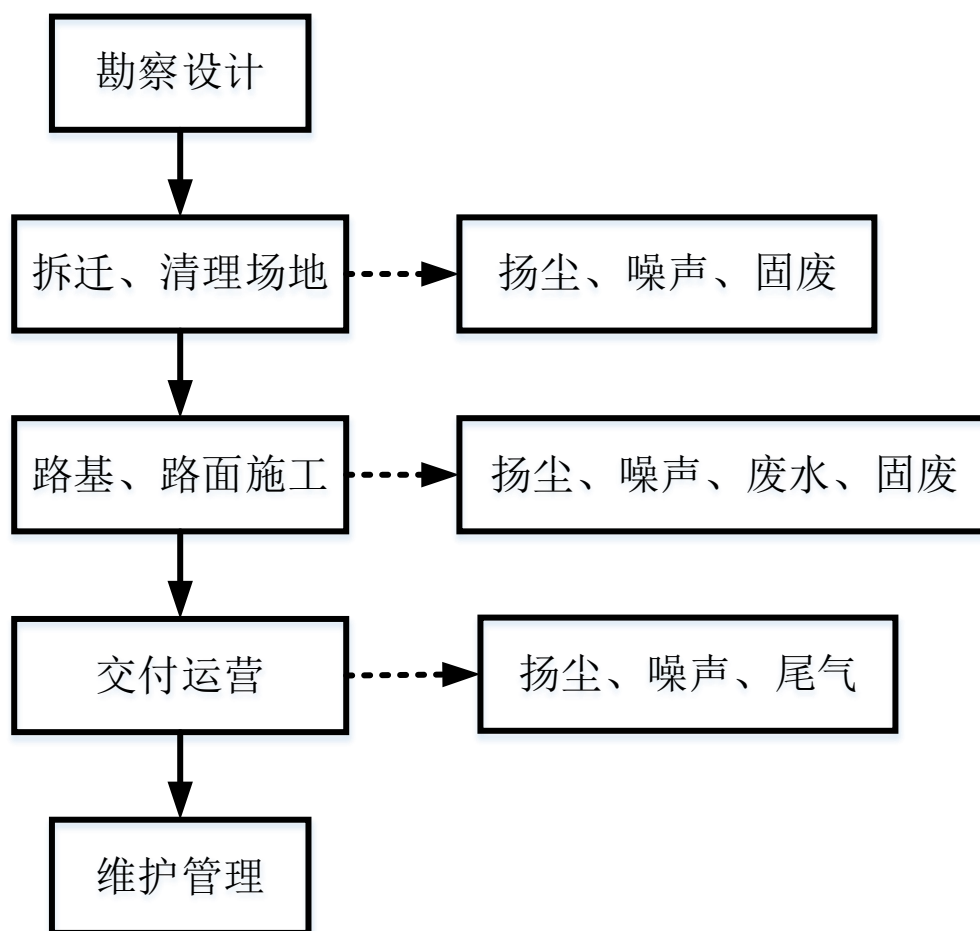 勘察设计
拆迁、清理场地
扬尘、噪声、固废
路基、路面施工
扬尘、噪声、废水、固废
交付运营
扬尘、噪声、尾气
维护管理